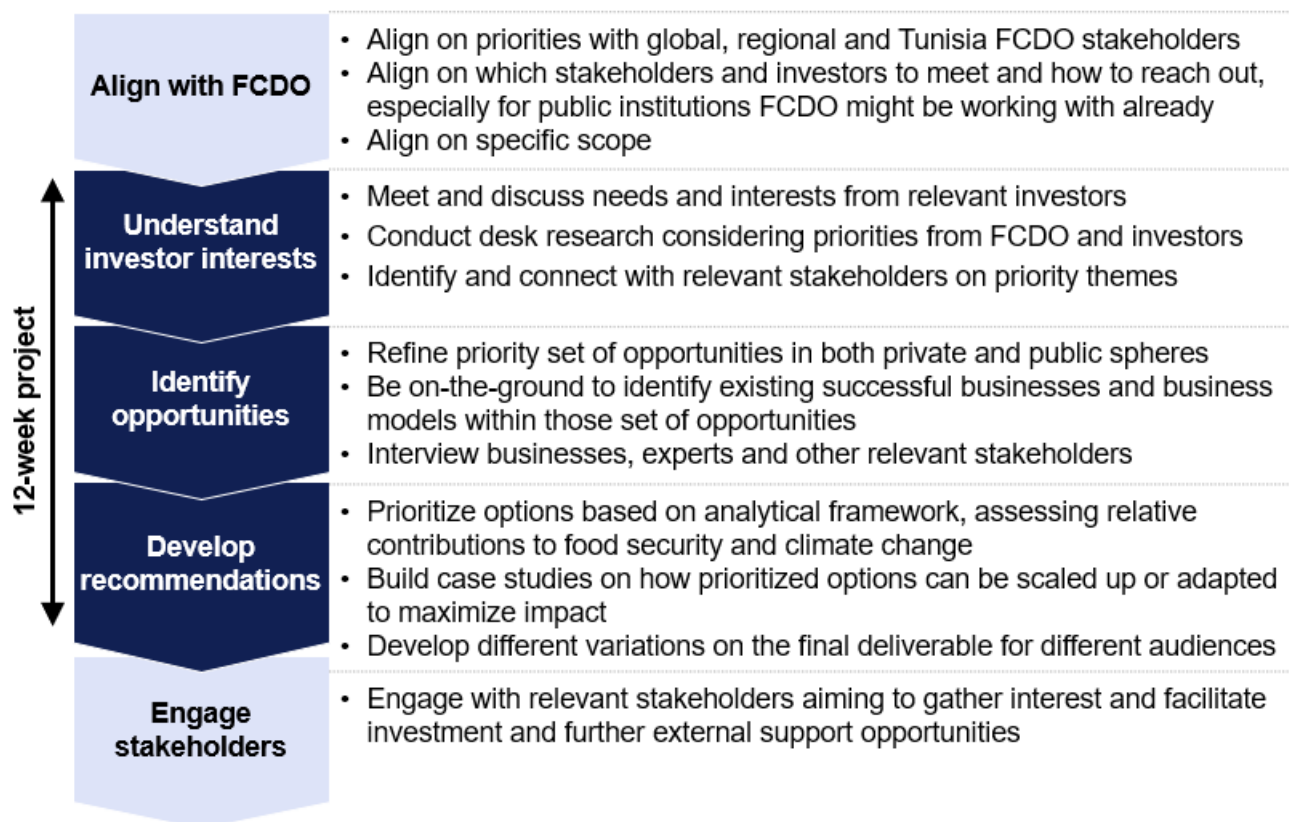 Align with FCDO
• Align on priorities with global, regional and Tunisia FCDO stakeholders
• Align on which stakeholders and investors to meet and how to reach out,
especially for public institutions FCDO might be working with already
• Align on specific scope
12-week project
Understand
investor interests
• Meet and discuss needs and interests from relevant investors
• Conduct desk research considering priorities from FCDO and investors
• Identify and connect with relevant stakeholders on priority themes
Identify
opportunities
• Refine priority set of opportunities in both private and public spheres
• Be on-the-ground to identify existing successful businesses and business
models within those set of opportunities
• Interview businesses, experts and other relevant stakeholders
Develop
recommendations
• Prioritize options based on analytical framework, assessing relative
contributions to food security and climate change
• Build case studies on how prioritized options can be scaled up or adapted
to maximize impact
• Develop different variations on the final deliverable for different audiences
Engage
stakeholders
• Engage with relevant stakeholders aiming to gather interest and facilitate
investment and further external support opportunities